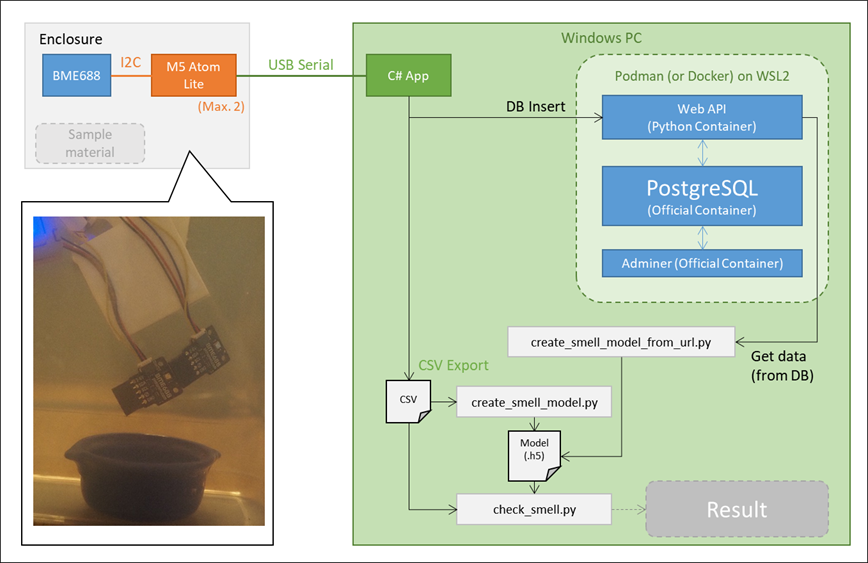 Enclosure
BME688
I2C
M5 Atom
Lite
(Max. 2)
Sample
material
USB Serial
Windows PC
C# App
Podman (or Docker) on WSL2
DB Insert
Web API
(Python Container)
PostgreSQL
(Official Container)
Adminer (Official Container)
create_smell_model_from_url.py
Get data
(from DB)
CSV Export
CSV
create_smell_model.py
Model
(.h5)
check_smell.py
Result